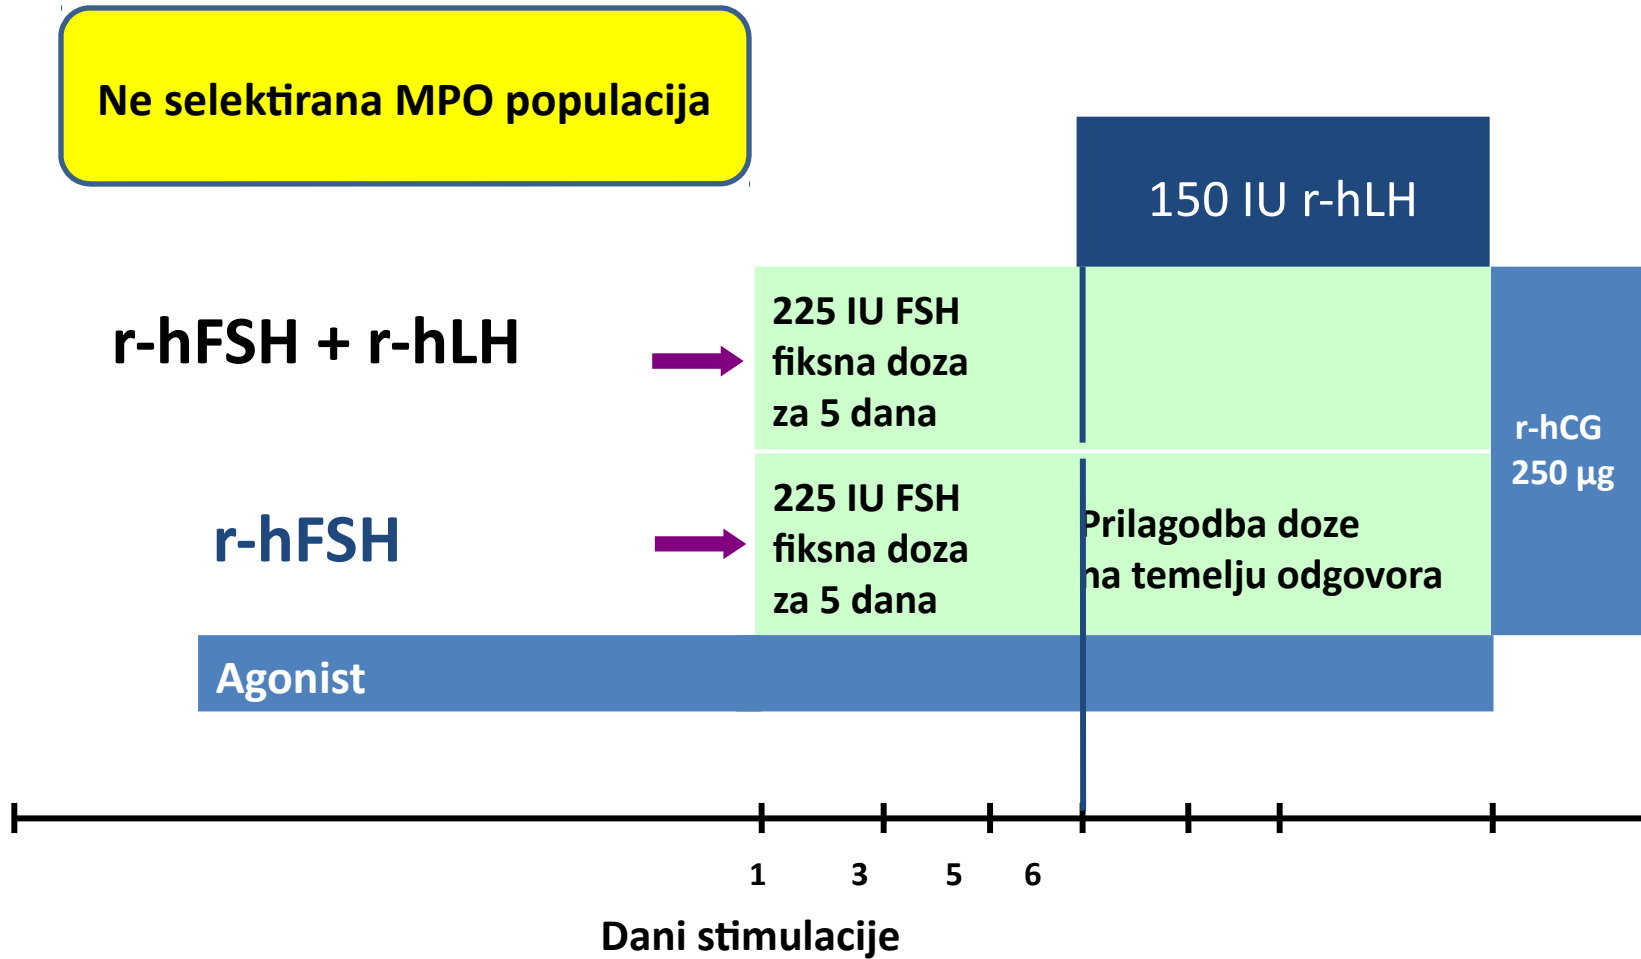 Ne selektirana MPO populacija
150 IU r-hLH
r-hFSH + r-hLH
225 IU FSH
fiksna doza
za 5 dana
r-hCG
250 µg
r-hFSH
225 IU FSH
fiksna doza
za 5 dana
Prilagodba doze
na temelju odgovora
Agonist
1 3 5 6
Dani stimulacije